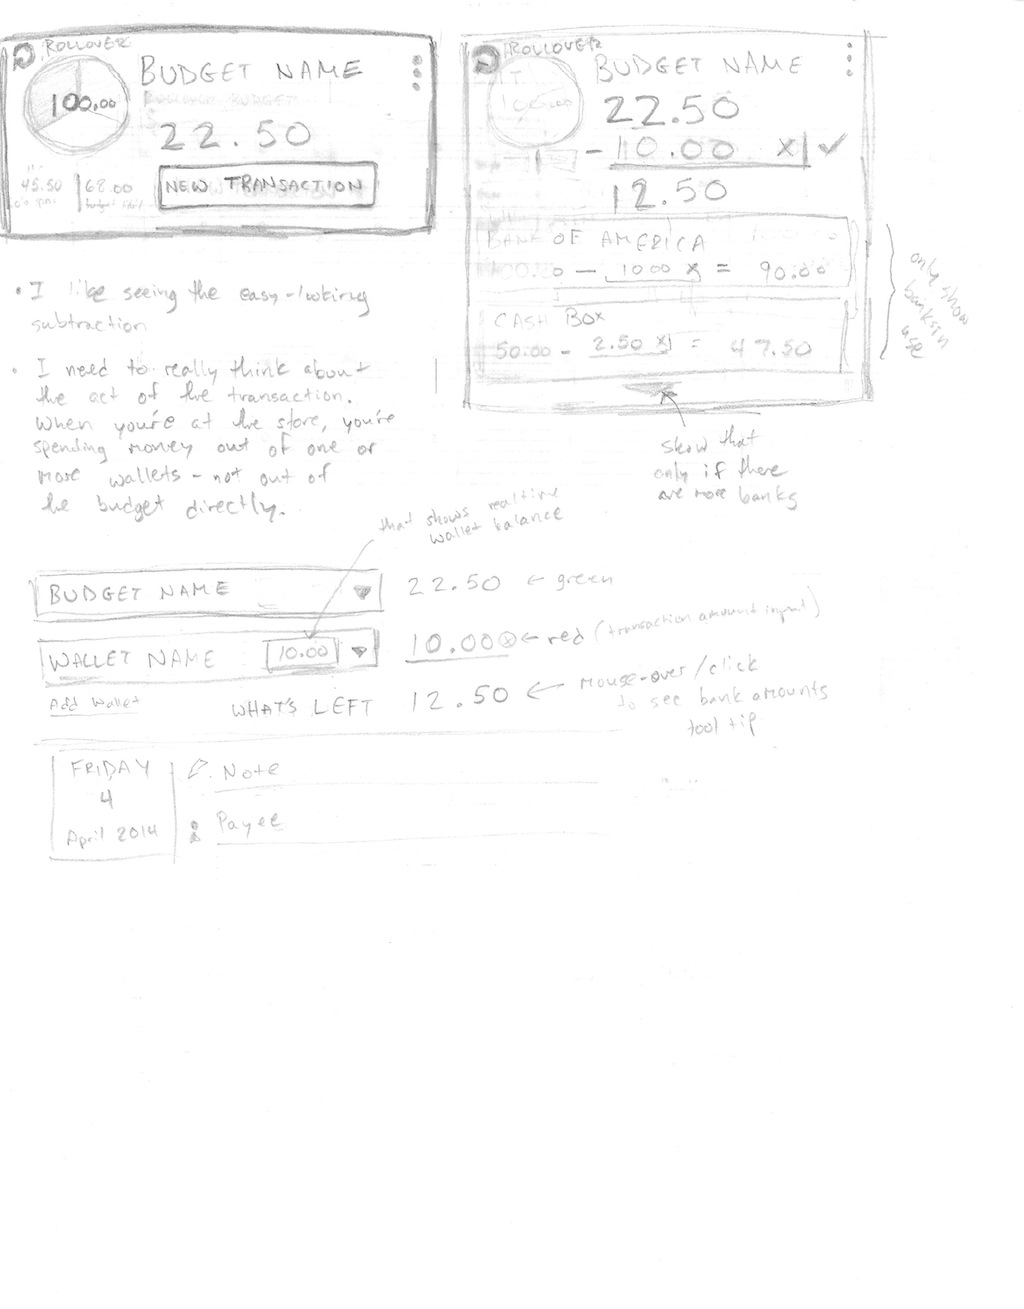 ROLLOVER
BUDGET NAME
100.00
22.50
45.50
68.00
NEW TRANSACTION
ROLLOVER
BUDGET NAME
100.00
22.50
- 10.00 x
12.50
BANK OF AMERICA
100.00 - 10.00 x = 90.00
CASH BOX
50.00 - 2.50 x = 47.50
only show
banks in
use
show that
only if there
are more banks
• I like seeing the easy-looking
subtraction
• I need to really think about
the act of the transaction.
When you're at the store, you're
spending money out of one or
more wallets - not out of
the budget directly.
that shows realtime
wallet balance
BUDGET NAME
22.50 ← green
WALLET NAME 10.00
10.00 x ← red (transaction amount input)
Add Wallet
WHAT'S LEFT
12.50 ← mouse-over/click
to see bank amounts
tool tip
FRIDAY
4
April 2014
Note
Payee